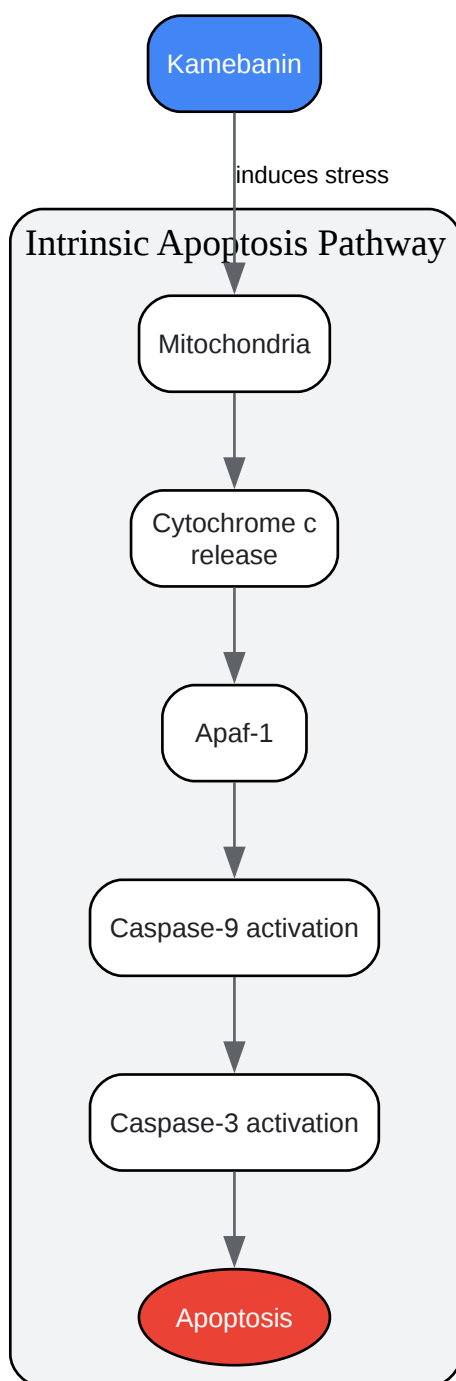 Kamebanin
induces stress
Intrinsic Apoptosis Pathway
Mitochondria
Cytochrome c
release
Apaf-1
Caspase-9 activation
Caspase-3 activation
Apoptosis